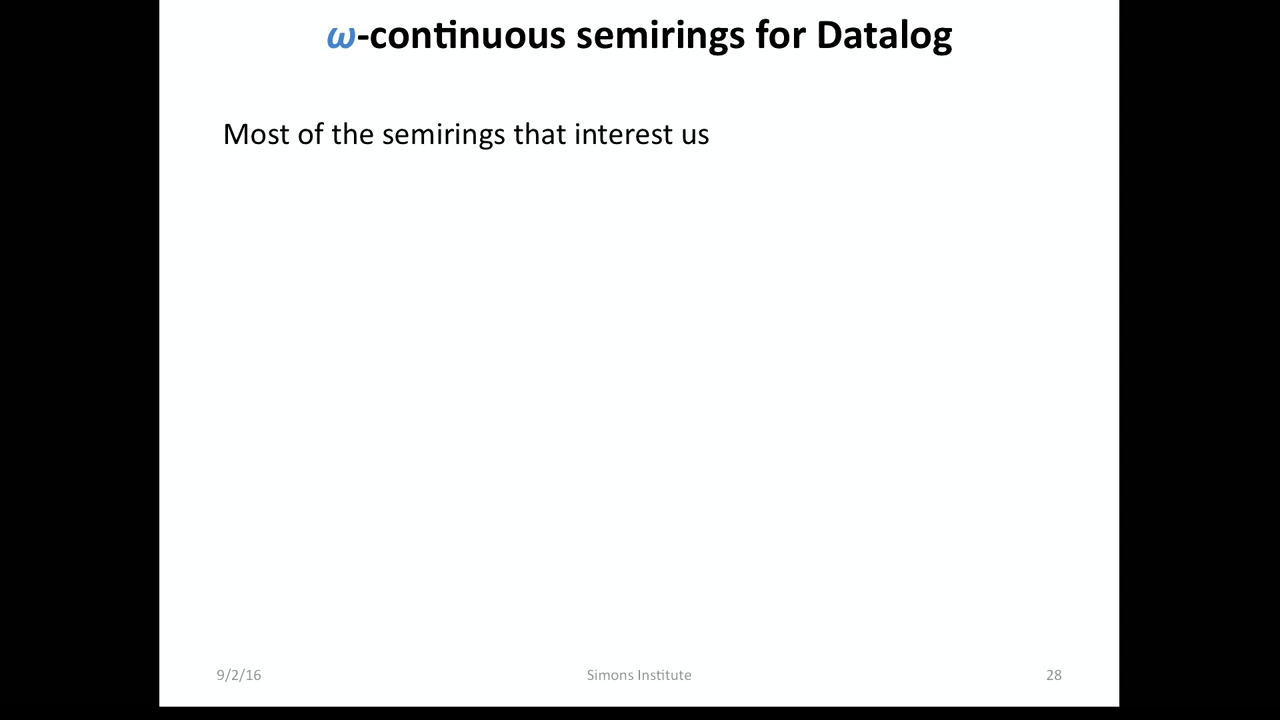 ω-continuous semirings for Datalog
Most of the semirings that interest us
9/2/16
Simons Institute
28